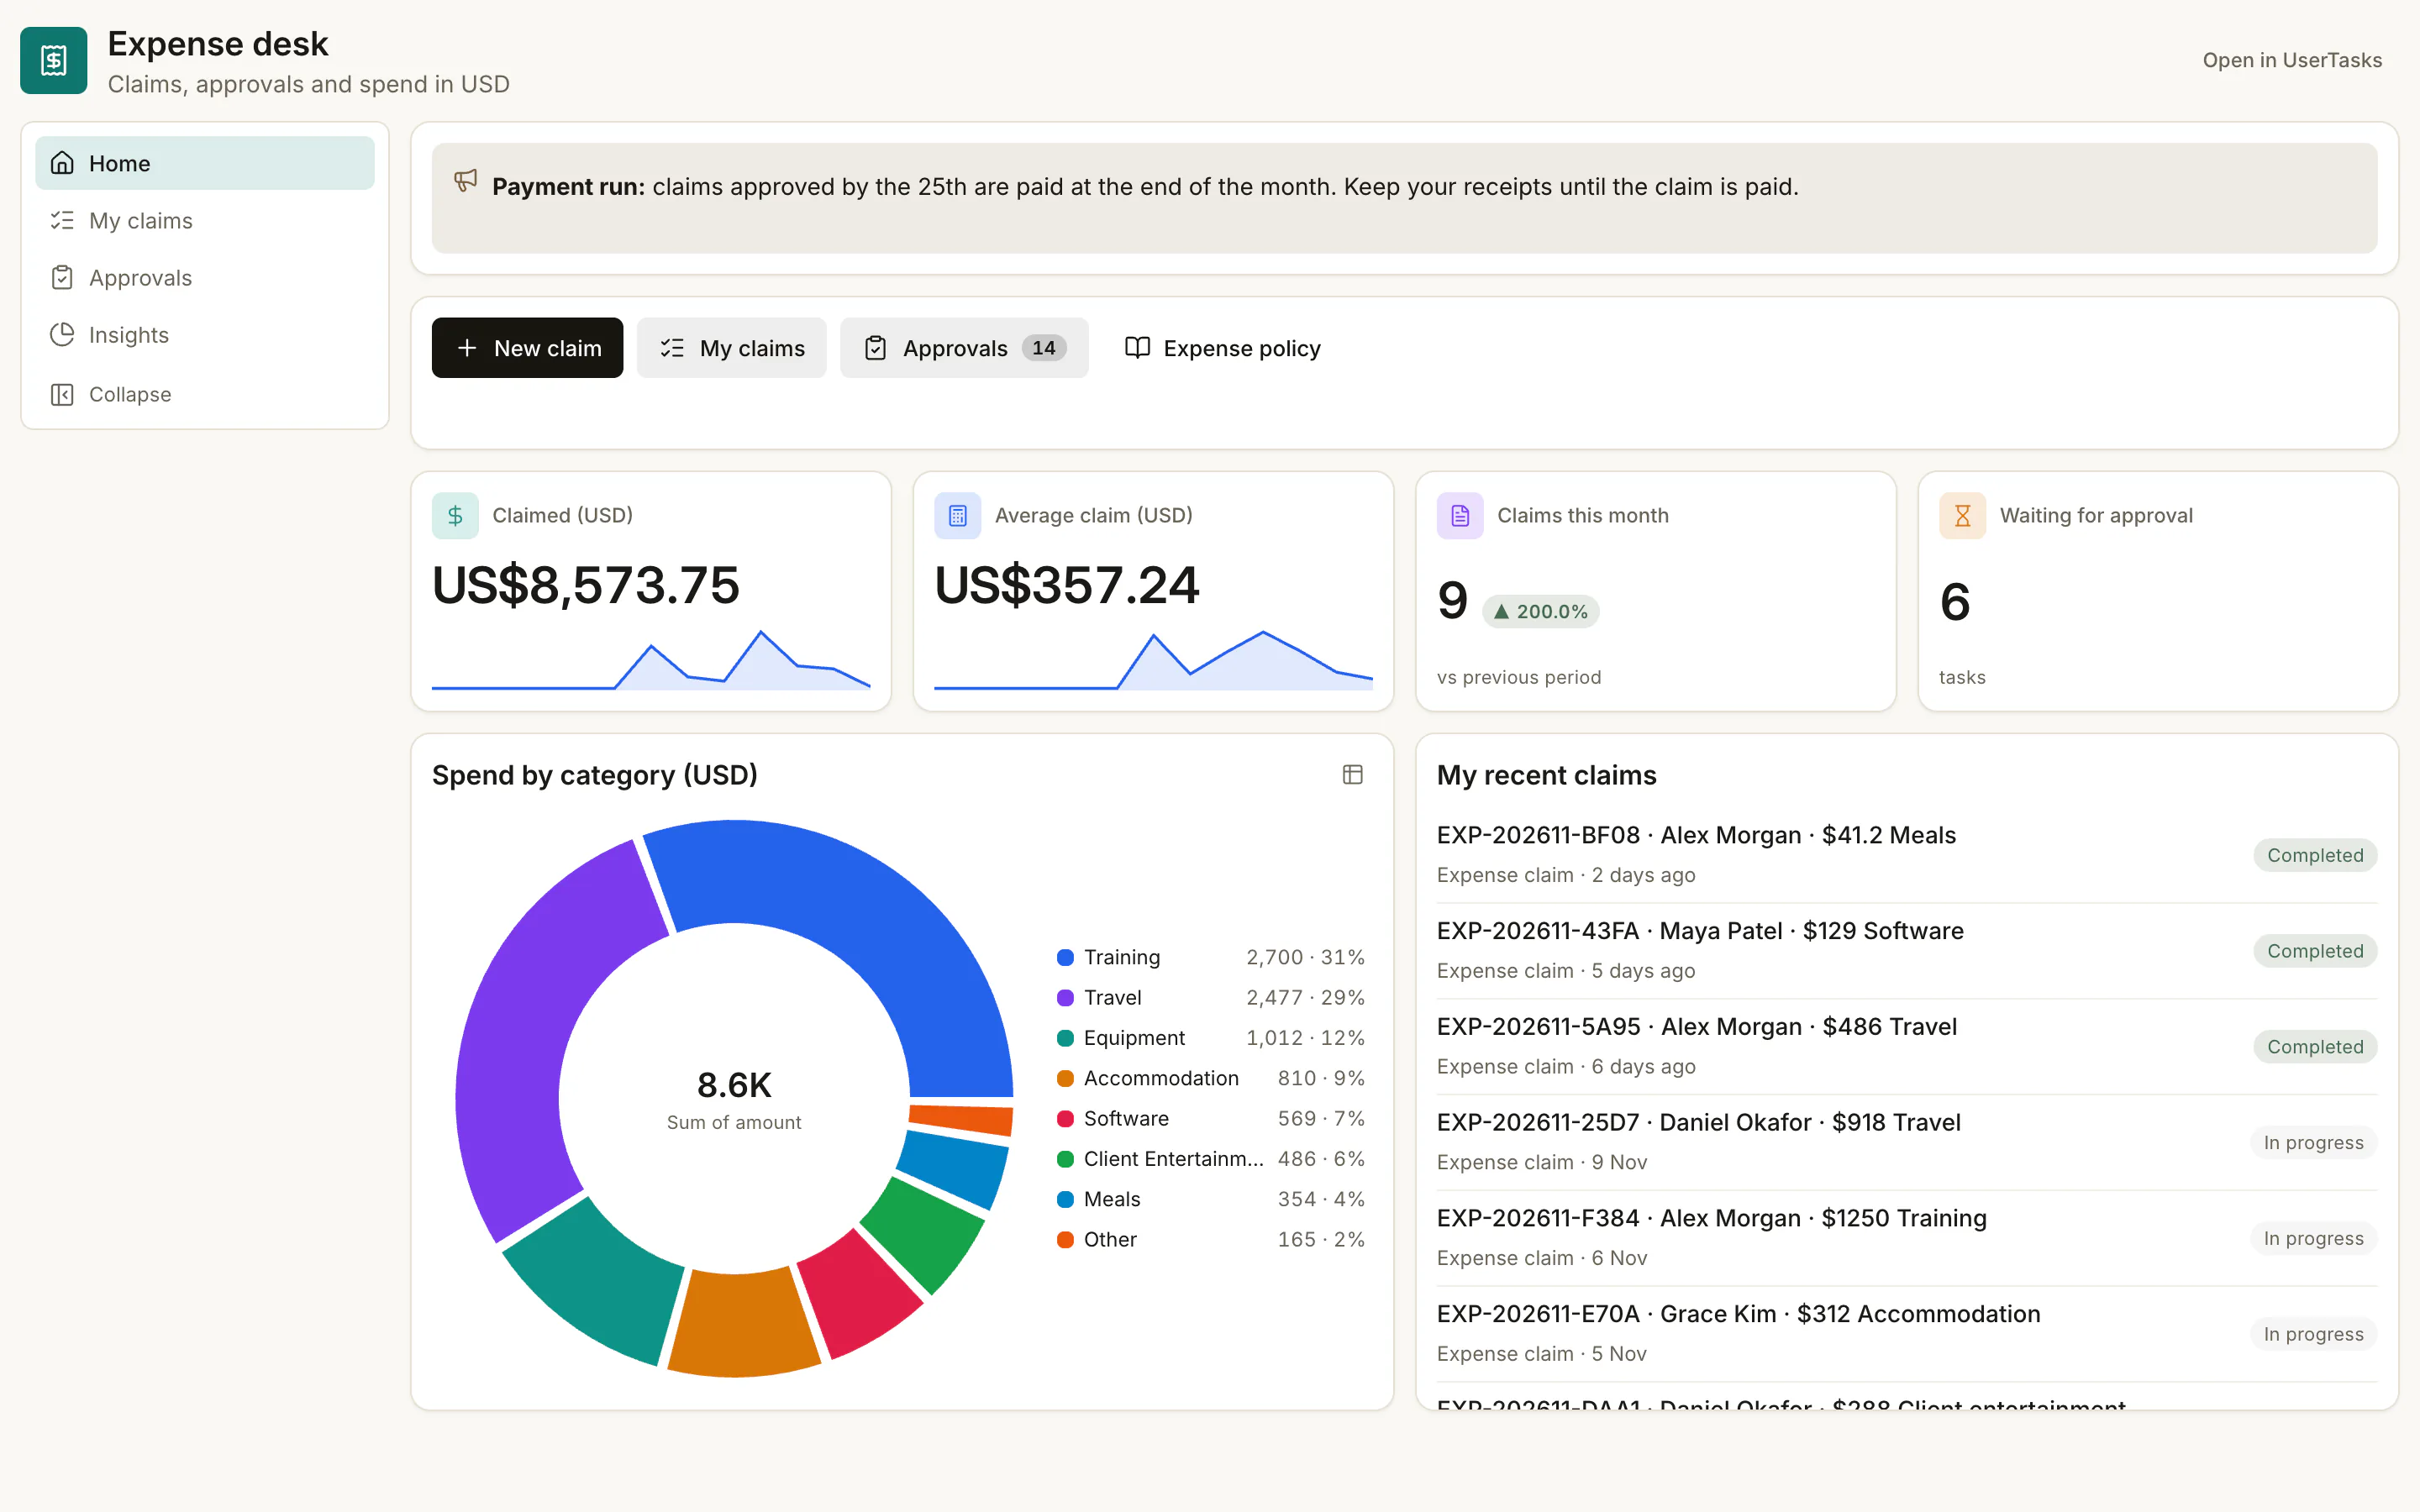 Expense desk
Claims, approvals and spend in USD
Open in UserTasks
Home
My claims
Approvals
Insights
Collapse
Payment run: claims approved by the 25th are paid at the end of the month. Keep your receipts until the claim is paid.
New claim
My claims
Approvals 14
Expense policy
Claimed (USD)
US$8,573.75
Average claim (USD)
US$357.24
Claims this month
9 ▲ 200.0%
vs previous period
Waiting for approval
6
tasks
Spend by category (USD)
8.6K
Sum of amount
Training 2,700 · 31%
Travel 2,477 · 29%
Equipment 1,012 · 12%
Accommodation 810 · 9%
Software 569 · 7%
Client Entertainm... 486 · 6%
Meals 354 · 4%
Other 165 · 2%
My recent claims
EXP-202611-BF08 · Alex Morgan · $41.2 Meals
Expense claim · 2 days ago
Completed
EXP-202611-43FA · Maya Patel · $129 Software
Expense claim · 5 days ago
Completed
EXP-202611-5A95 · Alex Morgan · $486 Travel
Expense claim · 6 days ago
Completed
EXP-202611-25D7 · Daniel Okafor · $918 Travel
Expense claim · 9 Nov
In progress
EXP-202611-F384 · Alex Morgan · $1250 Training
Expense claim · 6 Nov
In progress
EXP-202611-E70A · Grace Kim · $312 Accommodation
Expense claim · 5 Nov
In progress
EXP-202611-DAA1 · Daniel Okafor · $288 Client entertainment